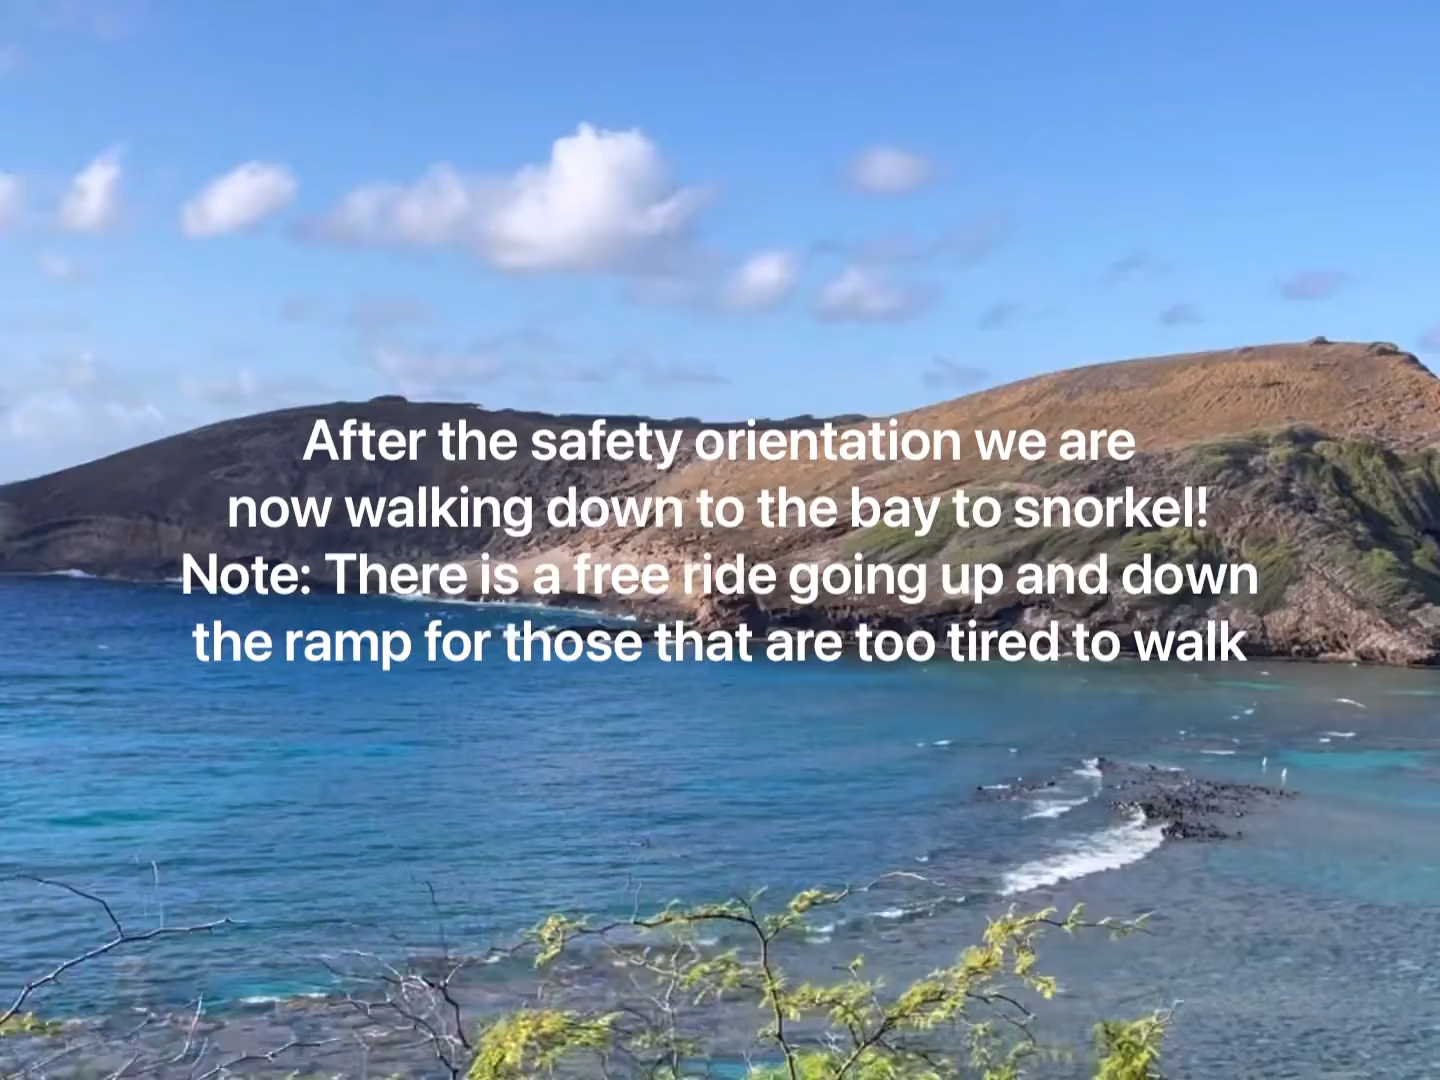 After the safety orientation we are
now walking down to the bay to snorkel!
Note: There is a free ride going up and down
the ramp for those that are too tired to walk